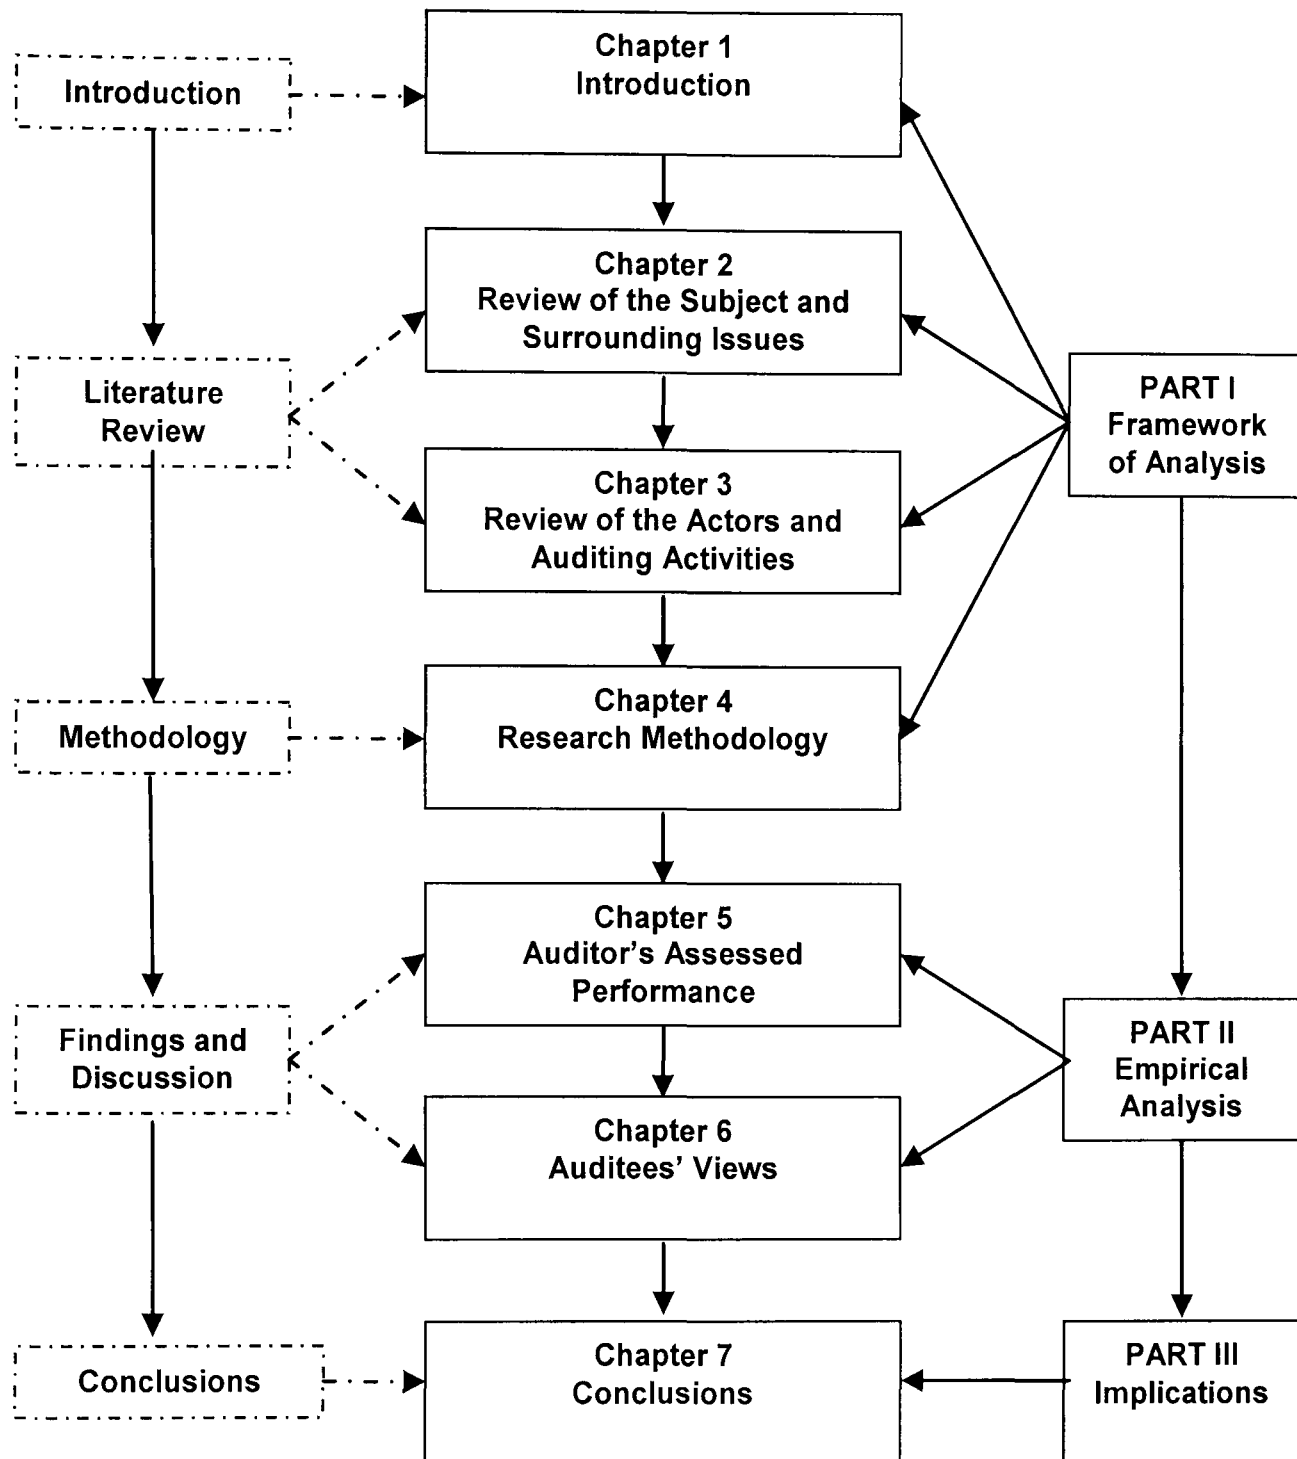 Introduction
Literature
Review
Methodology
Findings and
Discussion
Conclusions
Chapter 1
Introduction
Chapter 2
Review of the Subject and
Surrounding Issues
Chapter 3
Review of the Actors and
Auditing Activities
Chapter 4
Research Methodology
Chapter 5
Auditor’s Assessed
Performance
Chapter 6
Auditees’ Views
Chapter 7
Conclusions
PART I
Framework
of Analysis
PART II
Empirical
Analysis
PART III
Implications